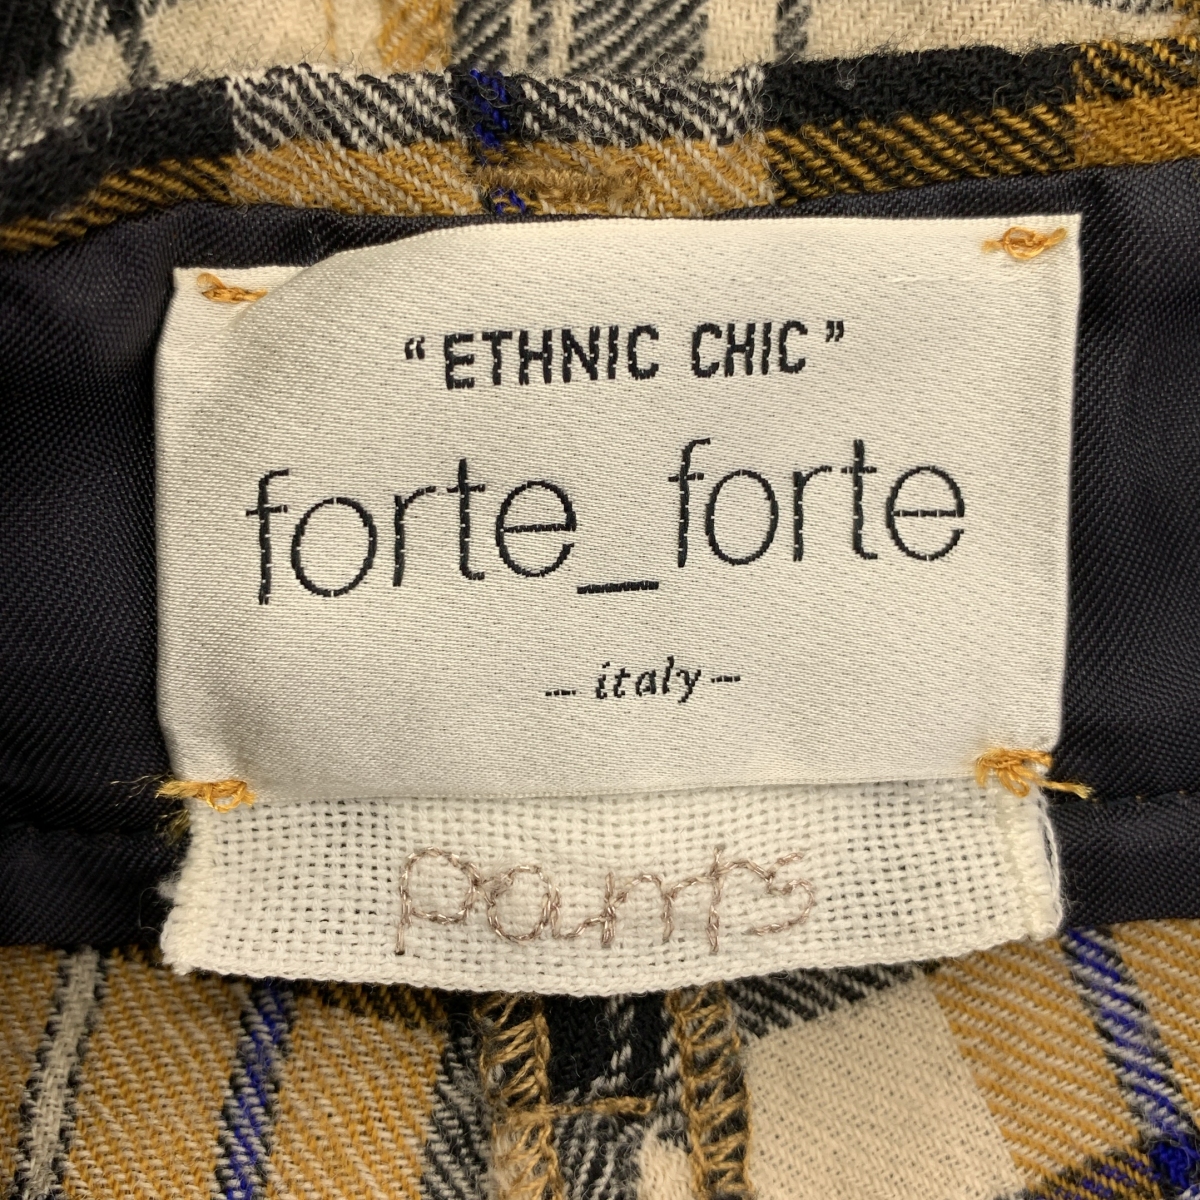 “ETHNIC CHIC”
forte_forte
- italy -
pants